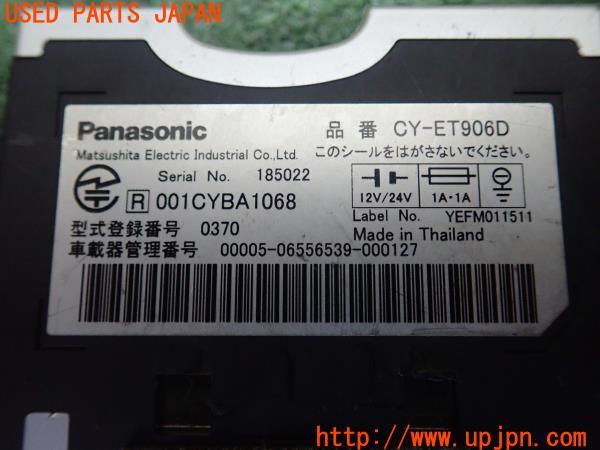 USED PARTS JAPAN
Panasonic 品番 CY-ET906D
Matsushita Electric Industrial Co.,Ltd. このシールをはがさないでください。
Serial No. 185022
R 001CYBA1068 12V/24V 1A・1A
Label No. YEFM011511
型式登録番号 0370 Made in Thailand
車載器管理番号 00005-06556539-000127
http://www.upjpn.com/